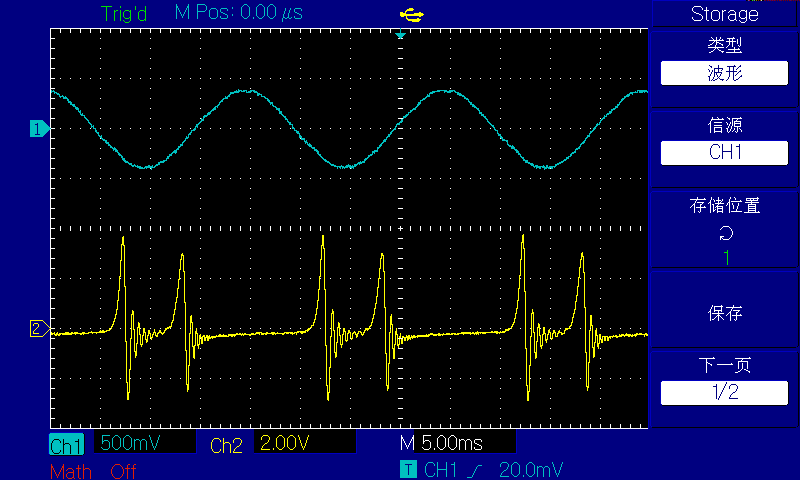 Trig'd M Pos: 0.00 μs Storage
类型
波形
1
信源
CH1
存储位置
1
2
保存
下一页
1/2
Ch1 500mV Ch2 2.00V M 5.00ms
Math Off T CH1 20.0mV